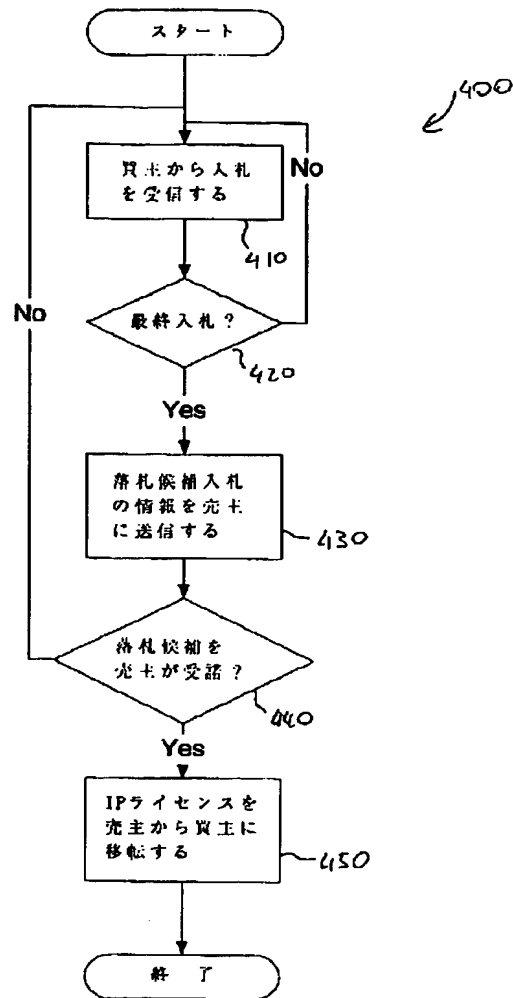 スタート
400
買主から入札
を受信する
No
410
No
最終入札?
420
Yes
落札候補入札
の情報を売主
に送信する
430
落札候補を
売主が受諾?
440
Yes
IPライセンスを
売主から買主に
移転する
450
終 了